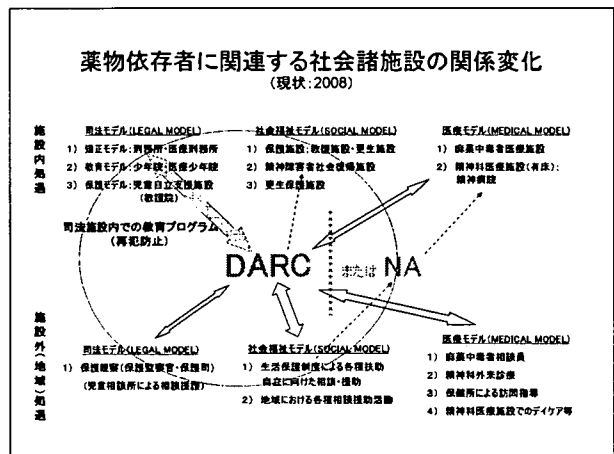 薬物依存者に関連する社会諸施設の関係変化
(現状:2008)
施設内処遇
司法モデル(LEGAL MODEL)
1) 矯正モデル:刑務所・医療刑務所
2) 教育モデル:少年院・医療少年院
3) 保護モデル:児童自立支援施設
(教護院)
社会福祉モデル(SOCIAL MODEL)
1) 保護施設:救護施設・更生施設
2) 精神障害者社会復帰施設
3) 更生保護施設
医療モデル(MEDICAL MODEL)
1) 麻薬中毒者医療施設
2) 精神科医療施設(有床):
精神病院
司法施設内での教育プログラム
(再犯防止)
DARC または NA
施設外(地域)処遇
司法モデル(LEGAL MODEL)
1) 保護観察(保護観察官・保護司)
(児童相談所による相談援護)
社会福祉モデル(SOCIAL MODEL)
1) 生活保護制度による各種扶助
自立に向けた相談・援助
2) 地域における各種相談援助活動
医療モデル(MEDICAL MODEL)
1) 麻薬中毒者相談員
2) 精神科外来診療
3) 保健所による訪問指導
4) 精神科医療施設でのデイケア等